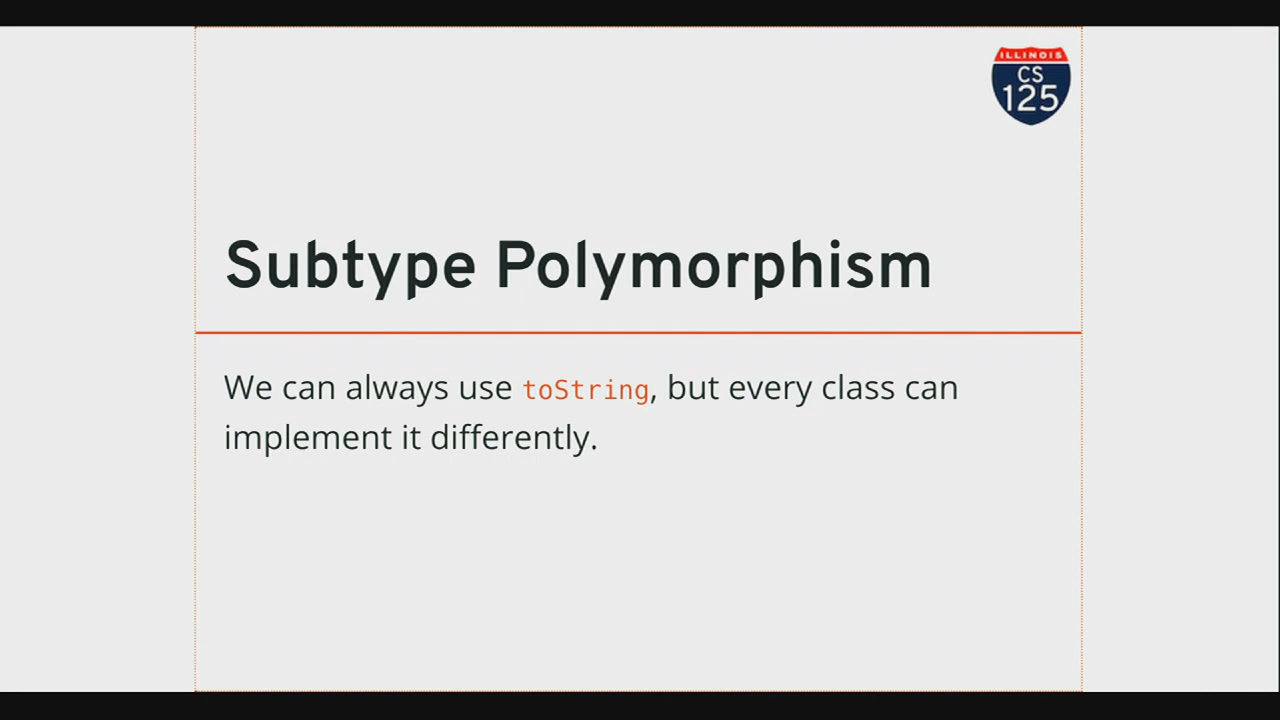 ILLINOIS
CS
125
Subtype Polymorphism
We can always use toString, but every class can
implement it differently.